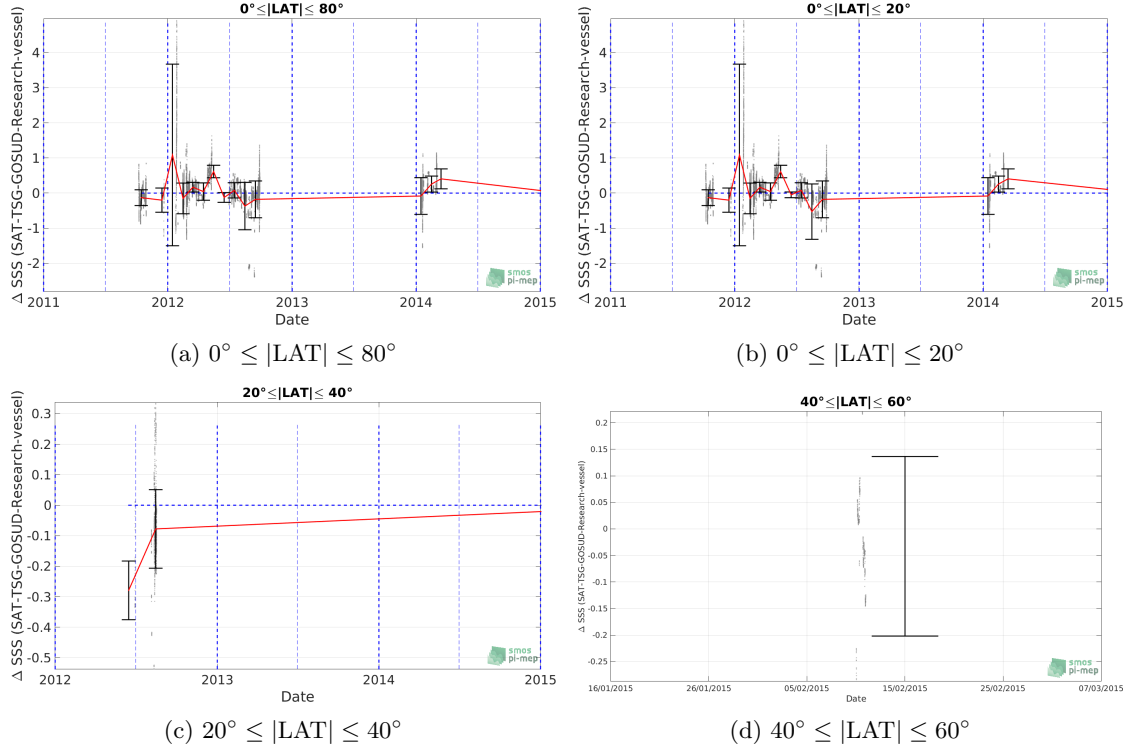 0°≤|LAT|≤ 80°
Δ SSS (SAT-TSG-GOSUD-Research-vessel)
4
3
2
1
0
-1
-2
2011 2012 2013 2014 2015
Date
smos
pi-mep
(a) 0° ≤ |LAT| ≤ 80°
0°≤|LAT|≤ 20°
Δ SSS (SAT-TSG-GOSUD-Research-vessel)
4
3
2
1
0
-1
-2
2011 2012 2013 2014 2015
Date
smos
pi-mep
(b) 0° ≤ |LAT| ≤ 20°
20°≤|LAT|≤ 40°
Δ SSS (SAT-TSG-GOSUD-Research-vessel)
0.3
0.2
0.1
0
-0.1
-0.2
-0.3
-0.4
-0.5
2012 2013 2014 2015
Date
smos
pi-mep
(c) 20° ≤ |LAT| ≤ 40°
40°≤|LAT|≤ 60°
Δ SSS (SAT-TSG-GOSUD-Research-vessel)
0.2
0.15
0.1
0.05
0
-0.05
-0.1
-0.15
-0.2
-0.25
16/01/2015 26/01/2015 05/02/2015 15/02/2015 25/02/2015 07/03/2015
Date
smos
pi-mep
(d) 40° ≤ |LAT| ≤ 60°